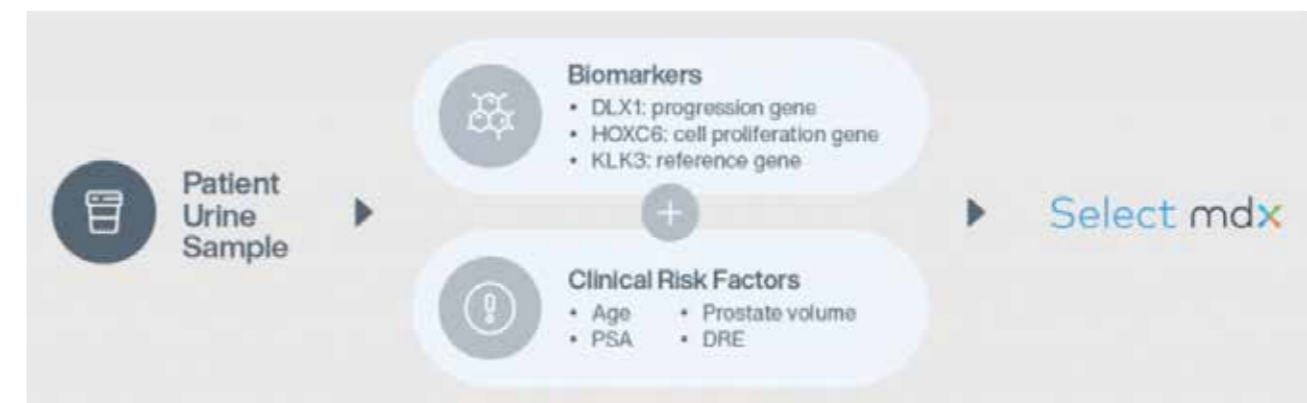 Patient
Urine
Sample
Biomarkers
• DLX1: progression gene
• HOXC6: cell proliferation gene
• KLK3: reference gene
+
Clinical Risk Factors
• Age • Prostate volume
• PSA • DRE
Select mdx